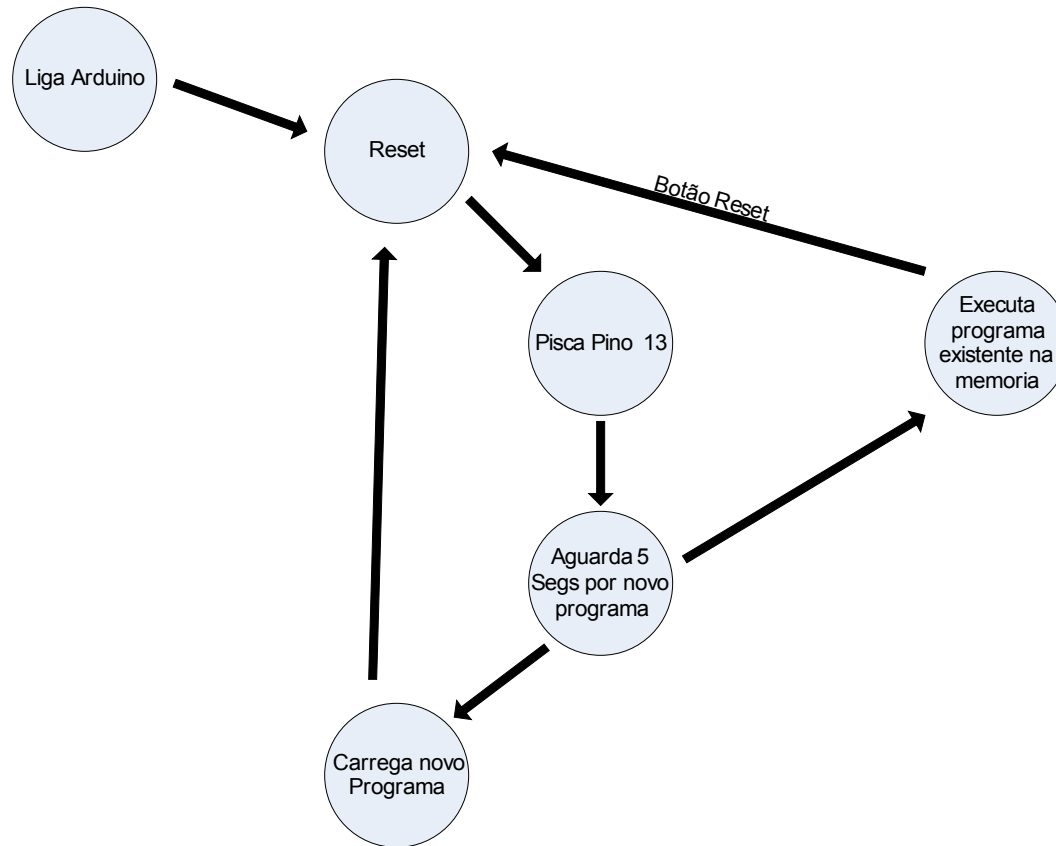 Liga Arduino
Reset
Botão Reset
Pisca Pino 13
Executa
programa
existente na
memoria
Aguarda 5
Segs por novo
programa
Carrega novo
Programa